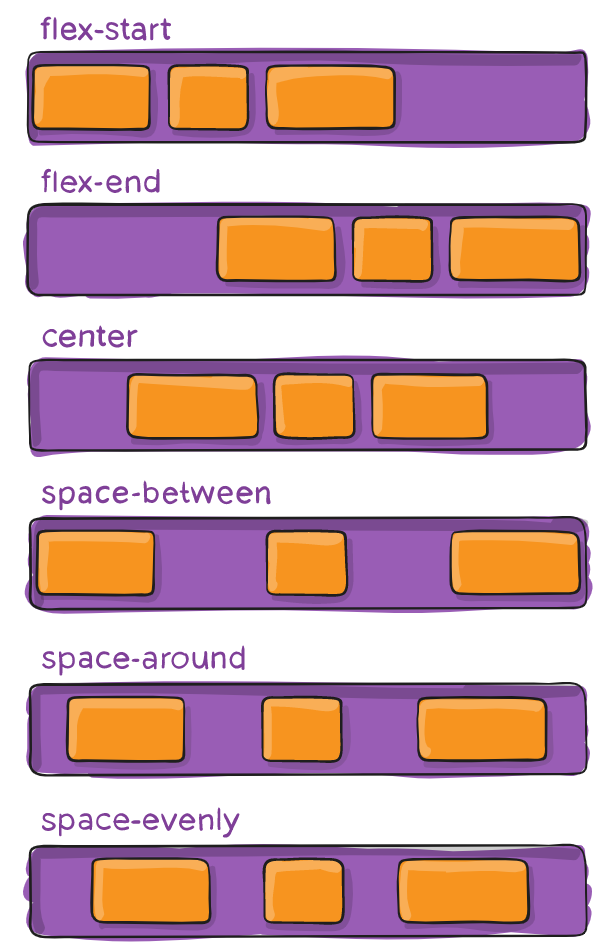 flex-start
flex-end
center
space-between
space-around
space-evenly